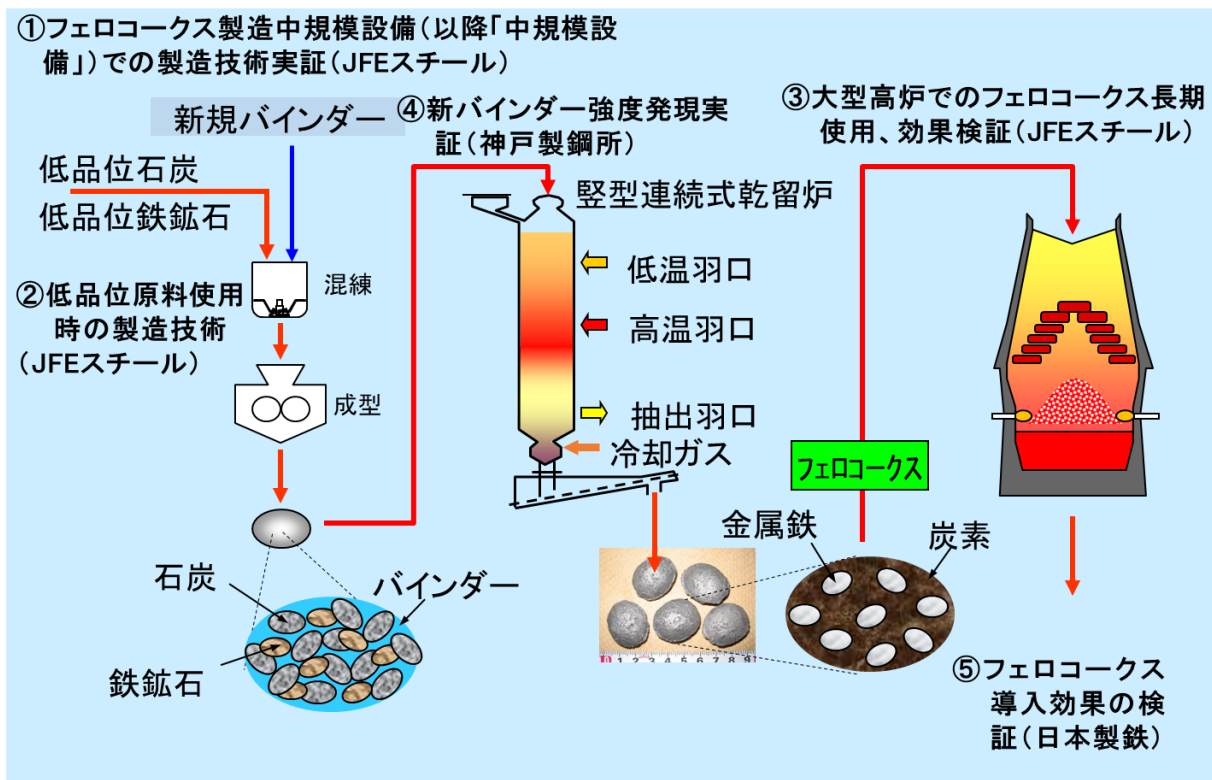 ①フェロコークス製造中規模設備(以降「中規模設
備」)での製造技術実証(JFEスチール)
新規バインダー
④新バインダー強度発現実
証(神戸製鋼所)
③大型高炉でのフェロコークス長期
使用、効果検証(JFEスチール)
低品位石炭
低品位鉄鉱石
竪型連続式乾留炉
混練
低温羽口
②低品位原料使用
時の製造技術
(JFEスチール)
高温羽口
成型
抽出羽口
冷却ガス
フェロコークス
金属鉄
炭素
石炭
バインダー
鉄鉱石
0 1 2 3 4 5 6 7 8 9
⑤フェロコークス
導入効果の検
証(日本製鉄)